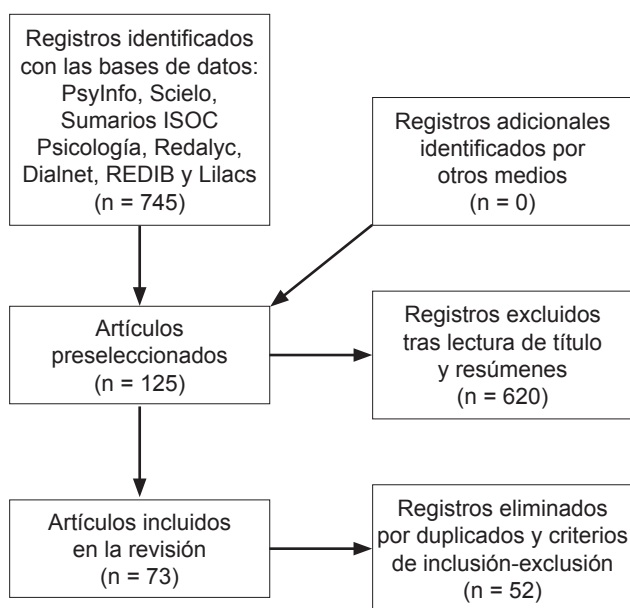 Registros identificados
con las bases de datos:
PsyInfo, Scielo,
Sumarios ISOC
Psicología, Redalyc,
Dialnet, REDIB y Lilacs
(n = 745)
Registros adicionales
identificados por
otros medios
(n = 0)
Artículos
preseleccionados
(n = 125)
Registros excluidos
tras lectura de título
y resúmenes
(n = 620)
Artículos incluidos
en la revisión
(n = 73)
Registros eliminados
por duplicados y criterios
de inclusión-exclusión
(n = 52)